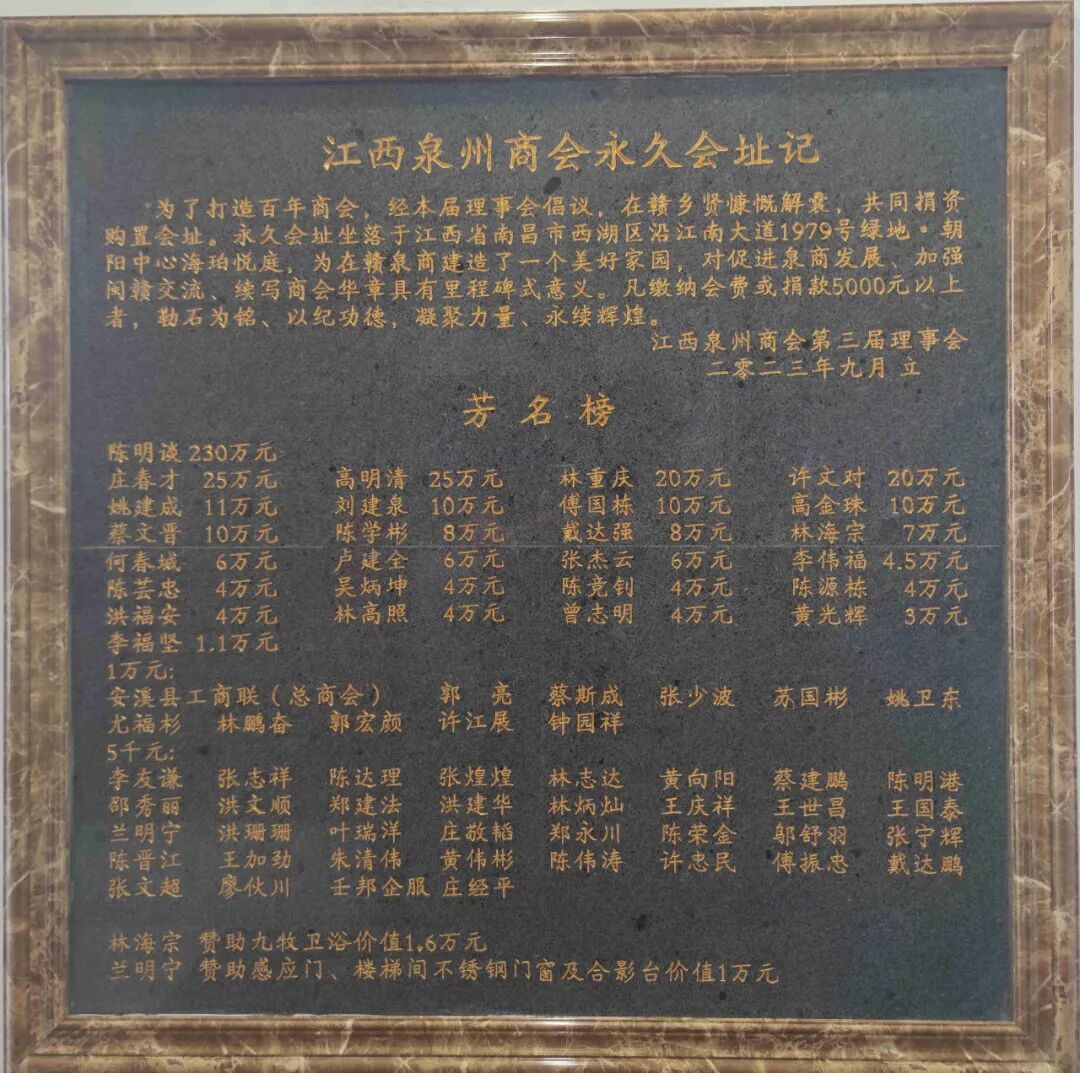 江西泉州商会永久会址记
为了打造百年商会，经本届理事会倡议，在赣乡贤慷慨解囊，共同捐资
购置会址。永久会址坐落于江西省南昌市西湖区沿江南大道1979号绿地·朝
阳中心海珀悦庭，为在赣泉商建造了一个美好家园，对促进泉商发展、加强
闽赣交流、续写商会华章具有里程碑式意义。凡缴纳会费或捐款5000元以上
者，勒石为铭、以纪功德，凝聚力量、永续辉煌。
江西泉州商会第三届理事会
二零二三年九月 立
芳名榜
陈明谈 230万元
庄春才 25万元 高明清 25万元 林重庆 20万元 许文对 20万元
姚建成 11万元 刘建泉 10万元 傅国栋 10万元 高金珠 10万元
蔡文晋 10万元 陈学彬 8万元 戴达强 8万元 林海宗 7万元
何春城 6万元 卢建全 6万元 张杰云 6万元 李伟福 4.5万元
陈芸忠 4万元 吴炳坤 4万元 陈竞钊 4万元 陈源栋 4万元
洪福安 4万元 林高照 4万元 曾志明 4万元 黄光辉 3万元
李福坚 1.1万元
1万元:
安溪县工商联（总商会） 郭亮 蔡斯成 张少波 苏国彬 姚卫东
尤福杉 林鹏奋 郭宏颜 许江展 钟园祥
5千元:
李友谦 张志祥 陈达理 张煌煌 林志达 黄向阳 蔡建鹏 陈明港
邵秀丽 洪文顺 郑建法 洪建华 林炳灿 王庆祥 王世昌 王国泰
兰明宁 洪珊珊 叶瑞洋 庄敬韬 郑永川 陈荣金 邬舒羽 张宁辉
陈晋江 王加劲 朱清伟 黄伟彬 陈伟涛 许忠民 傅振忠 戴达鹏
张文超 廖伙川 壬邦企服 庄经平
林海宗 赞助九牧卫浴价值1.6万元
兰明宁 赞助感应门、楼梯间不锈钢门窗及合影台价值1万元